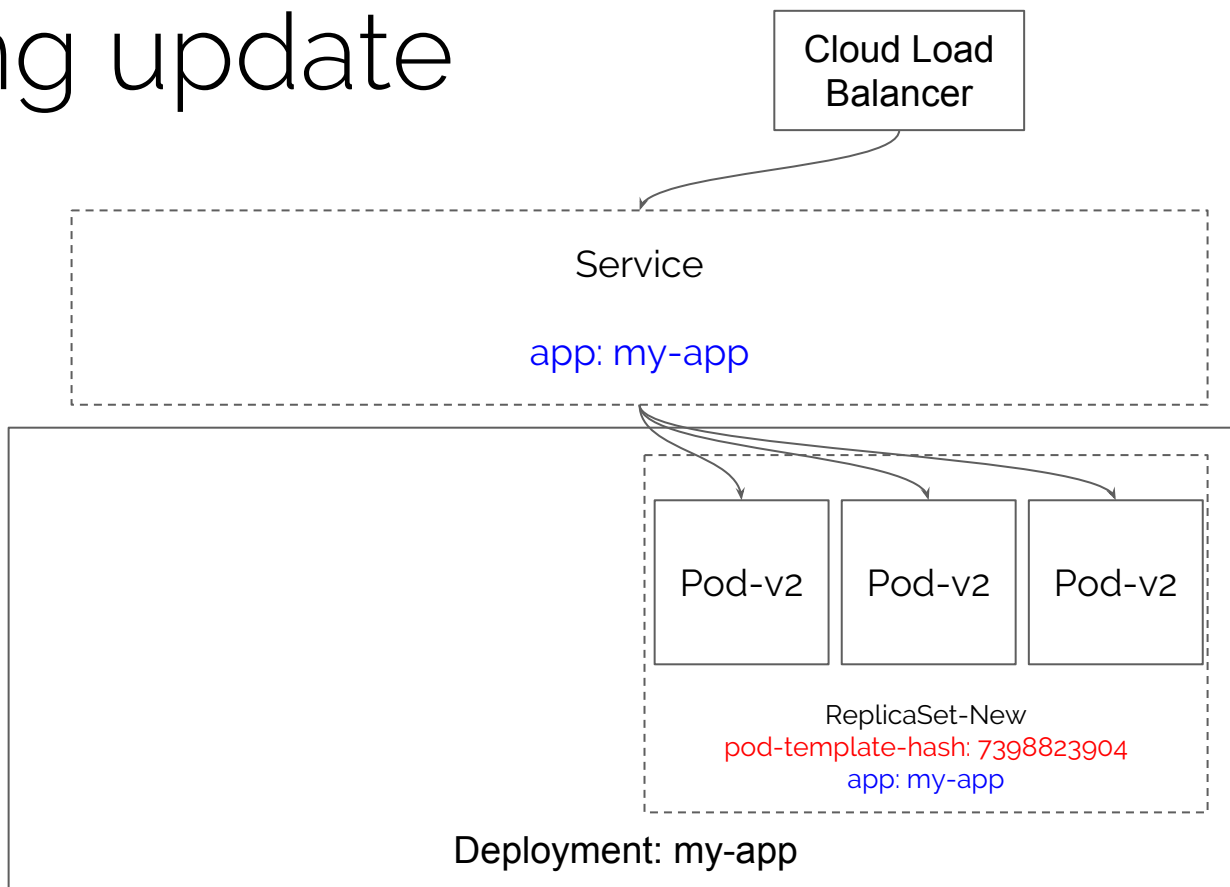 ng update
Cloud Load
Balancer
Service
app: my-app
Pod-v2
Pod-v2
Pod-v2
ReplicaSet-New
pod-template-hash: 7398823904
app: my-app
Deployment: my-app